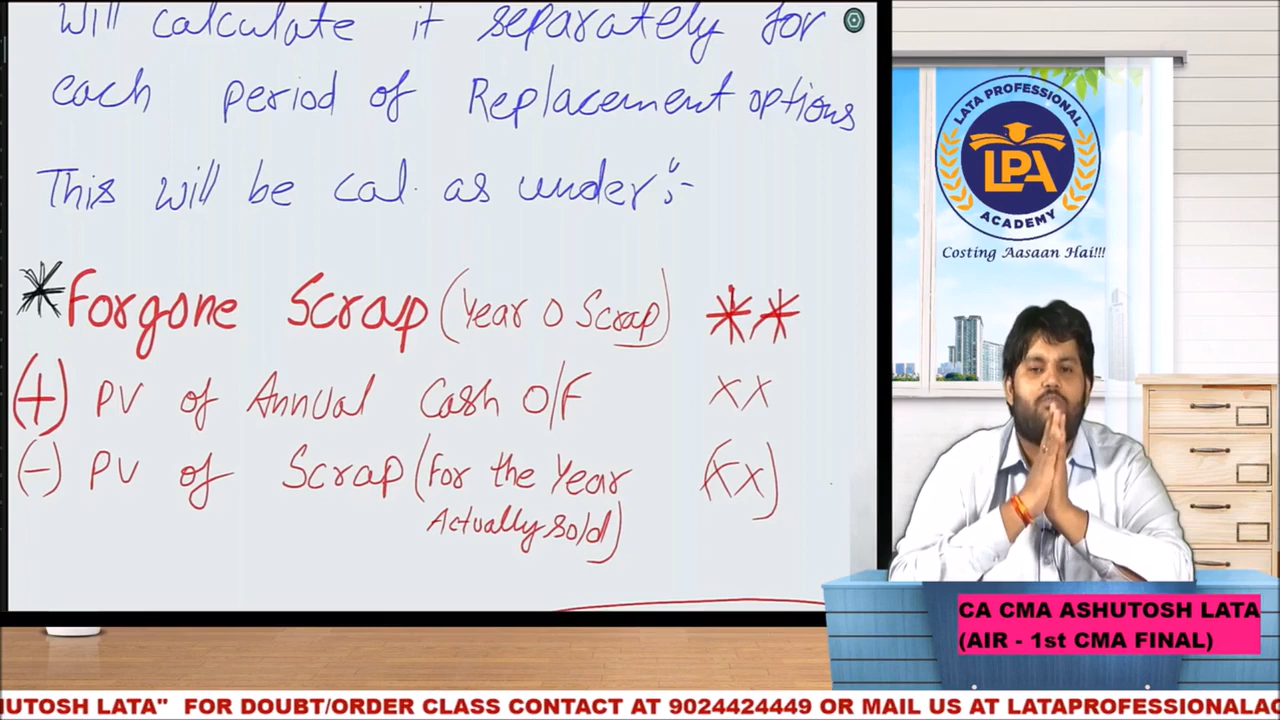 will calculate it separately for
each period of Replacement options
This will be cal. as under:-
*Forgone Scrap (Year 0 Scrap) **
(+) PV of Annual Cash O/F XX
(-) PV of Scrap (for the Year (XX)
Actually sold)
LATA PROFESSIONAL
LPA
ACADEMY
Costing Aasaan Hai!!!
CA CMA ASHUTOSH LATA
(AIR - 1st CMA FINAL)
HUTOSH LATA" FOR DOUBT/ORDER CLASS CONTACT AT 9024424449 OR MAIL US AT LATAPROFESSIONALAC